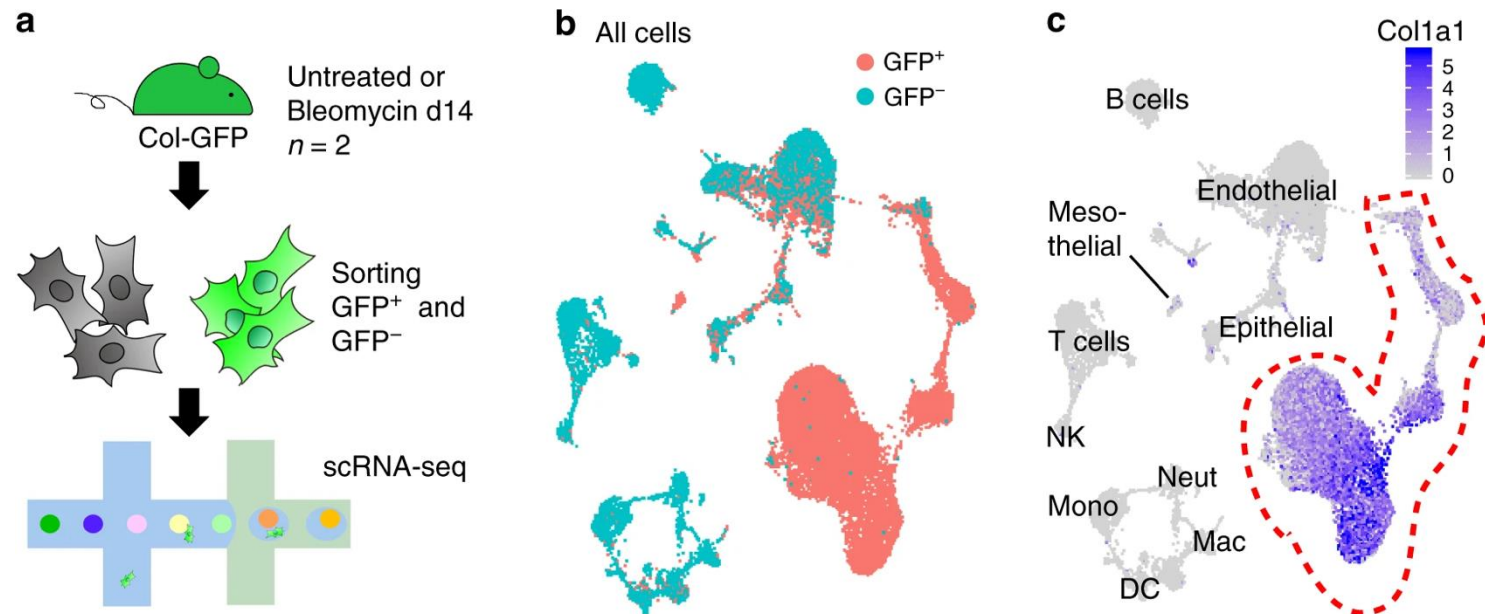 a
Untreated or
Bleomycin d14
n = 2
Col-GFP
Sorting
GFP⁺ and
GFP⁻
scRNA-seq
b
All cells
GFP⁺
GFP⁻
c
Col1a1
5
4
3
2
1
0
B cells
Endothelial
Meso-
thelial
Epithelial
T cells
NK
Neut
Mono
Mac
DC